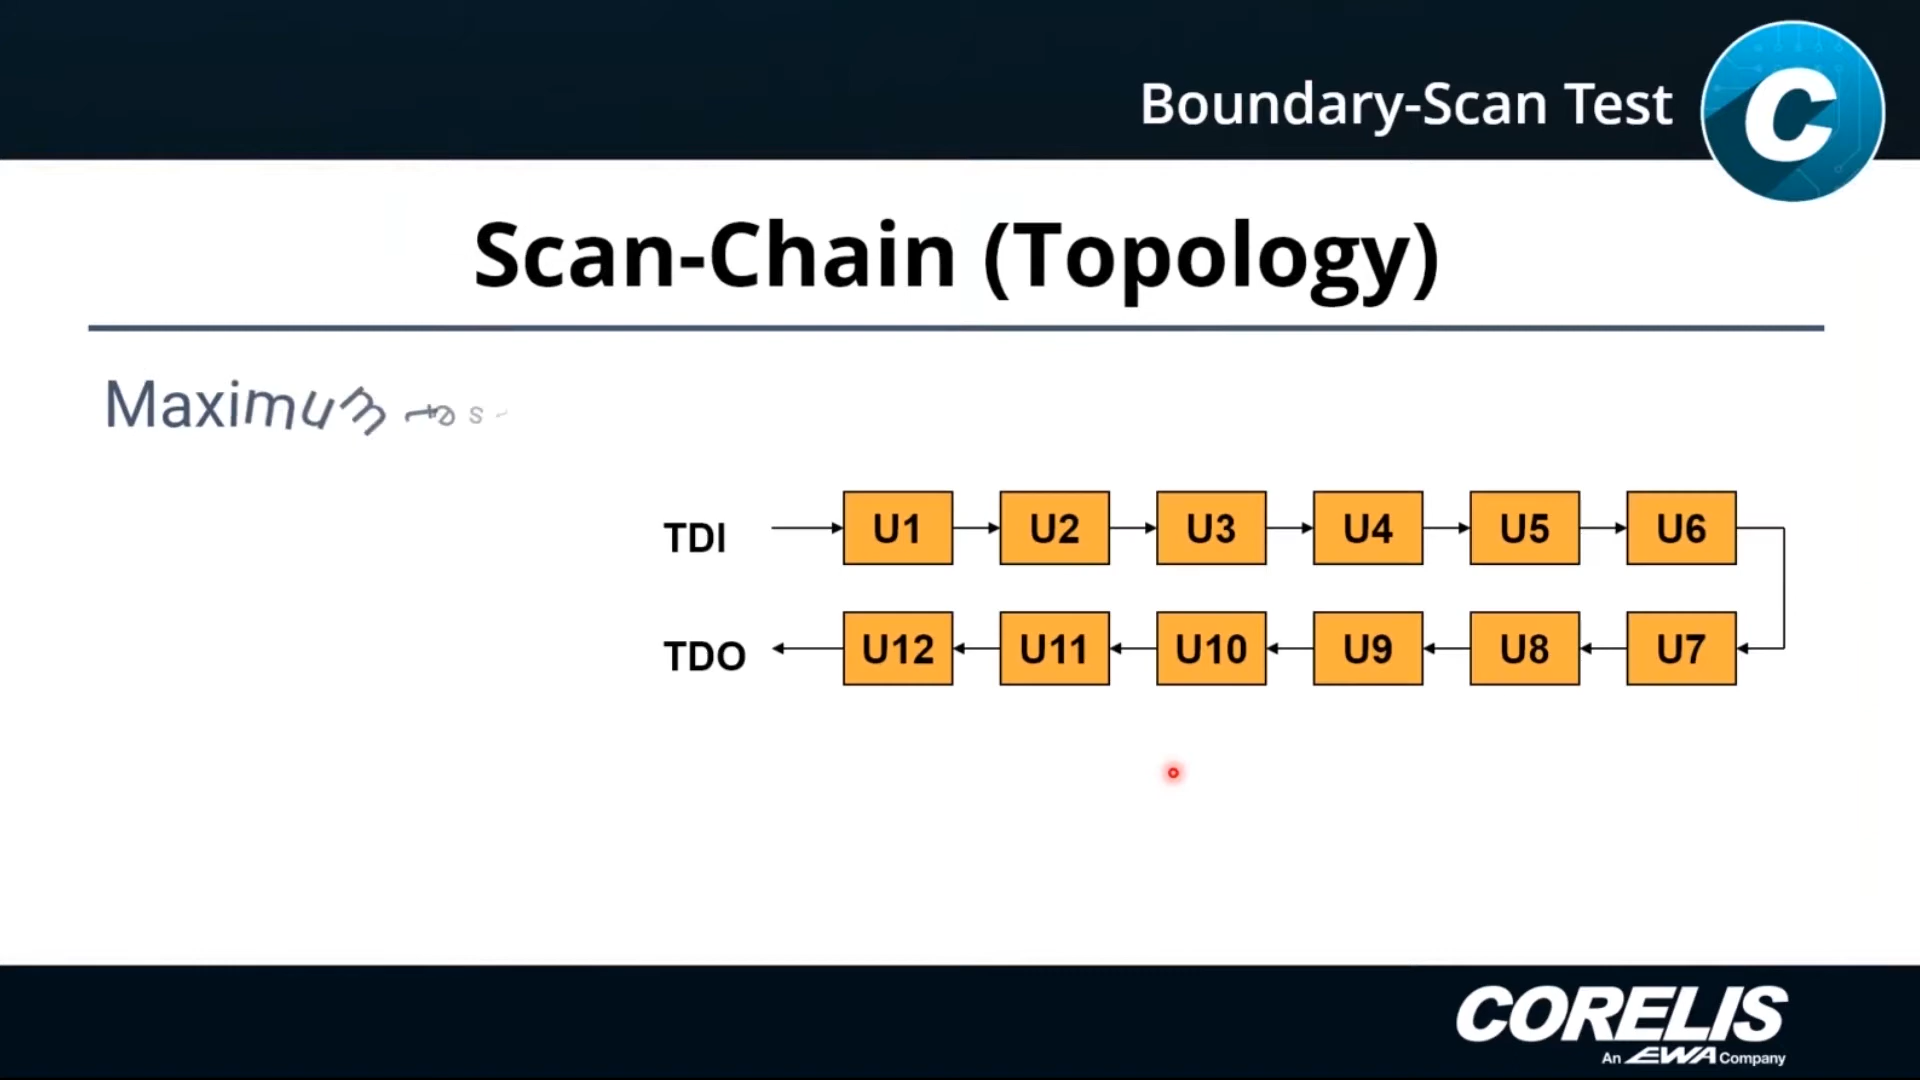 Boundary-Scan Test
C
Scan-Chain (Topology)
Maximum tes
TDI U1 U2 U3 U4 U5 U6
TDO U12 U11 U10 U9 U8 U7
CORELIS
An EWA Company